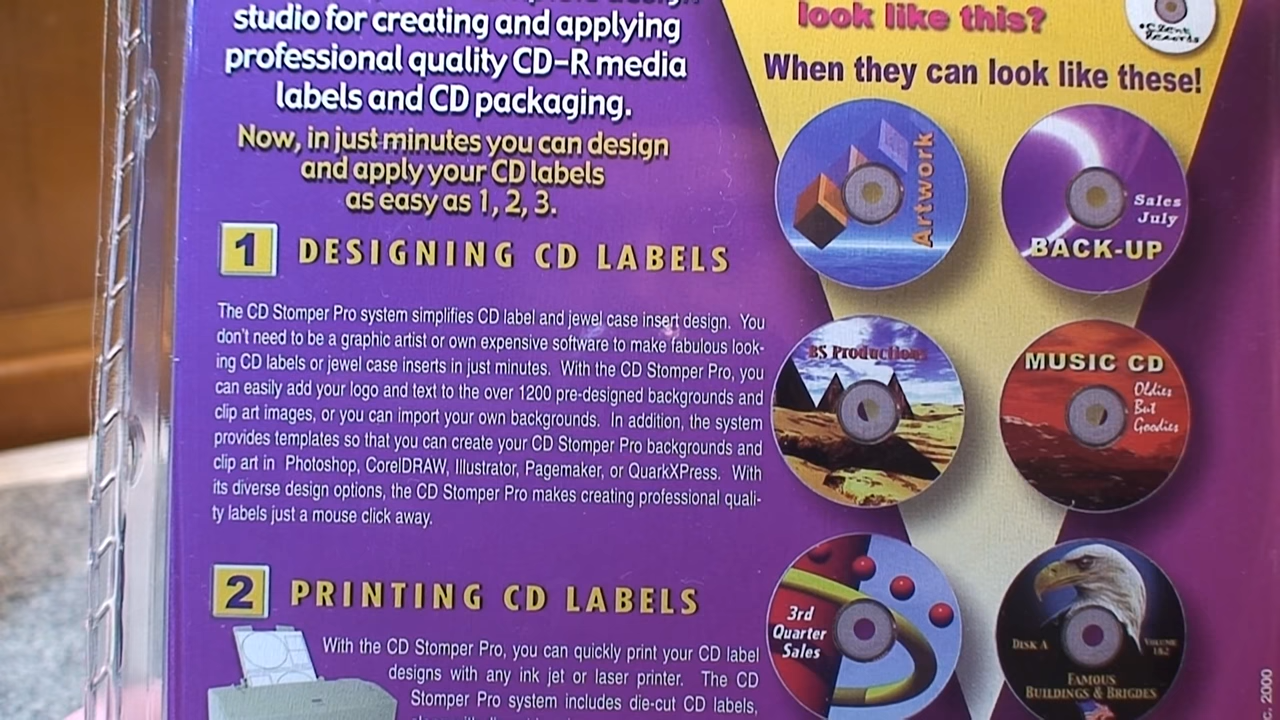 design
studio for creating and applying
professional quality CD-R media
labels and CD packaging.
Now, in just minutes you can design
and apply your CD labels
as easy as 1, 2, 3.
1 DESIGNING CD LABELS
The CD Stomper Pro system simplifies CD label and jewel case insert design. You
don't need to be a graphic artist or own expensive software to make fabulous look-
ing CD labels or jewel case inserts in just minutes. With the CD Stomper Pro, you
can easily add your logo and text to the over 1200 pre-designed backgrounds and
clip art images, or you can import your own backgrounds. In addition, the system
provides templates so that you can create your CD Stomper Pro backgrounds and
clip art in Photoshop, CorelDRAW, Illustrator, Pagemaker, or QuarkXPress. With
its diverse design options, the CD Stomper Pro makes creating professional quali-
ty labels just a mouse click away.
2 PRINTING CD LABELS
With the CD Stomper Pro, you can quickly print your CD label
designs with any ink jet or laser printer. The CD
Stomper Pro system includes die-cut CD labels,
look like this?
When they can look like these!
Artwork
Sales
July
BACK-UP
BS Productions
MUSIC CD
Oldies
But
Goodies
3rd
Quarter
Sales
DISK A
VOLUME
1&2
FAMOUS
BUILDINGS & BRIGDES
2000